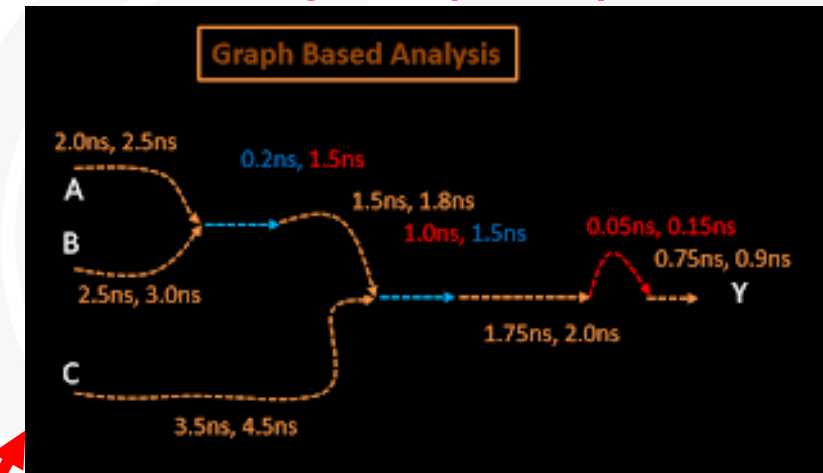 Graph Based Analysis
2.0ns, 2.5ns
0.2ns, 1.5ns
A
1.5ns, 1.8ns
1.0ns, 1.5ns
0.05ns, 0.15ns
B
0.75ns, 0.9ns
2.5ns, 3.0ns
Y
1.75ns, 2.0ns
C
3.5ns, 4.5ns